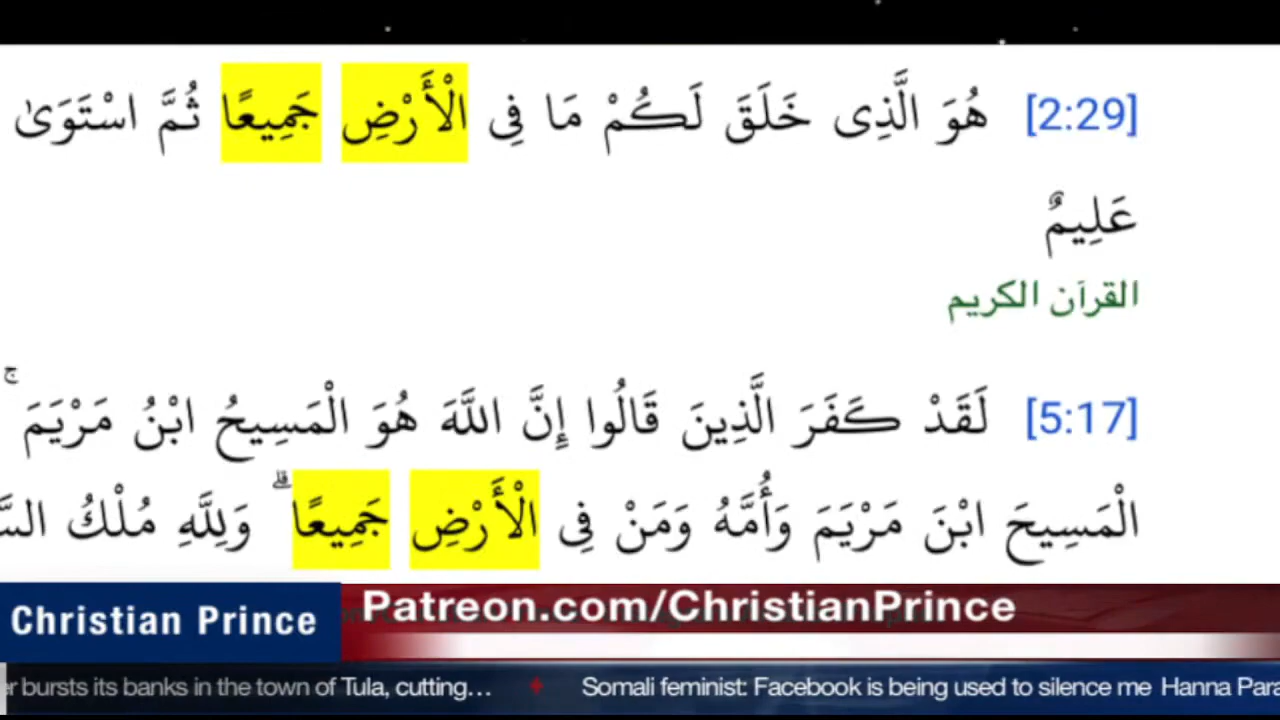 [2:29] هُوَ الَّذِى خَلَقَ لَكُمْ مَا فِى الْأَرْضِ جَمِيعًا ثُمَّ اسْتَوَىٰ
عَلِيمٌ
القرآن الكريم
[5:17] لَقَدْ كَفَرَ الَّذِينَ قَالُوا إِنَّ اللَّهَ هُوَ الْمَسِيحُ ابْنُ مَرْيَمَ ۚ
الْمَسِيحَ ابْنَ مَرْيَمَ وَأُمَّهُ وَمَنْ فِى الْأَرْضِ جَمِيعًا ۗ وَلِلَّهِ مُلْكُ
Patreon.com/ChristianPrince
Christian Prince
bursts its banks in the town of Tula, cutting... Somali feminist: Facebook is being used to silence me Hanna